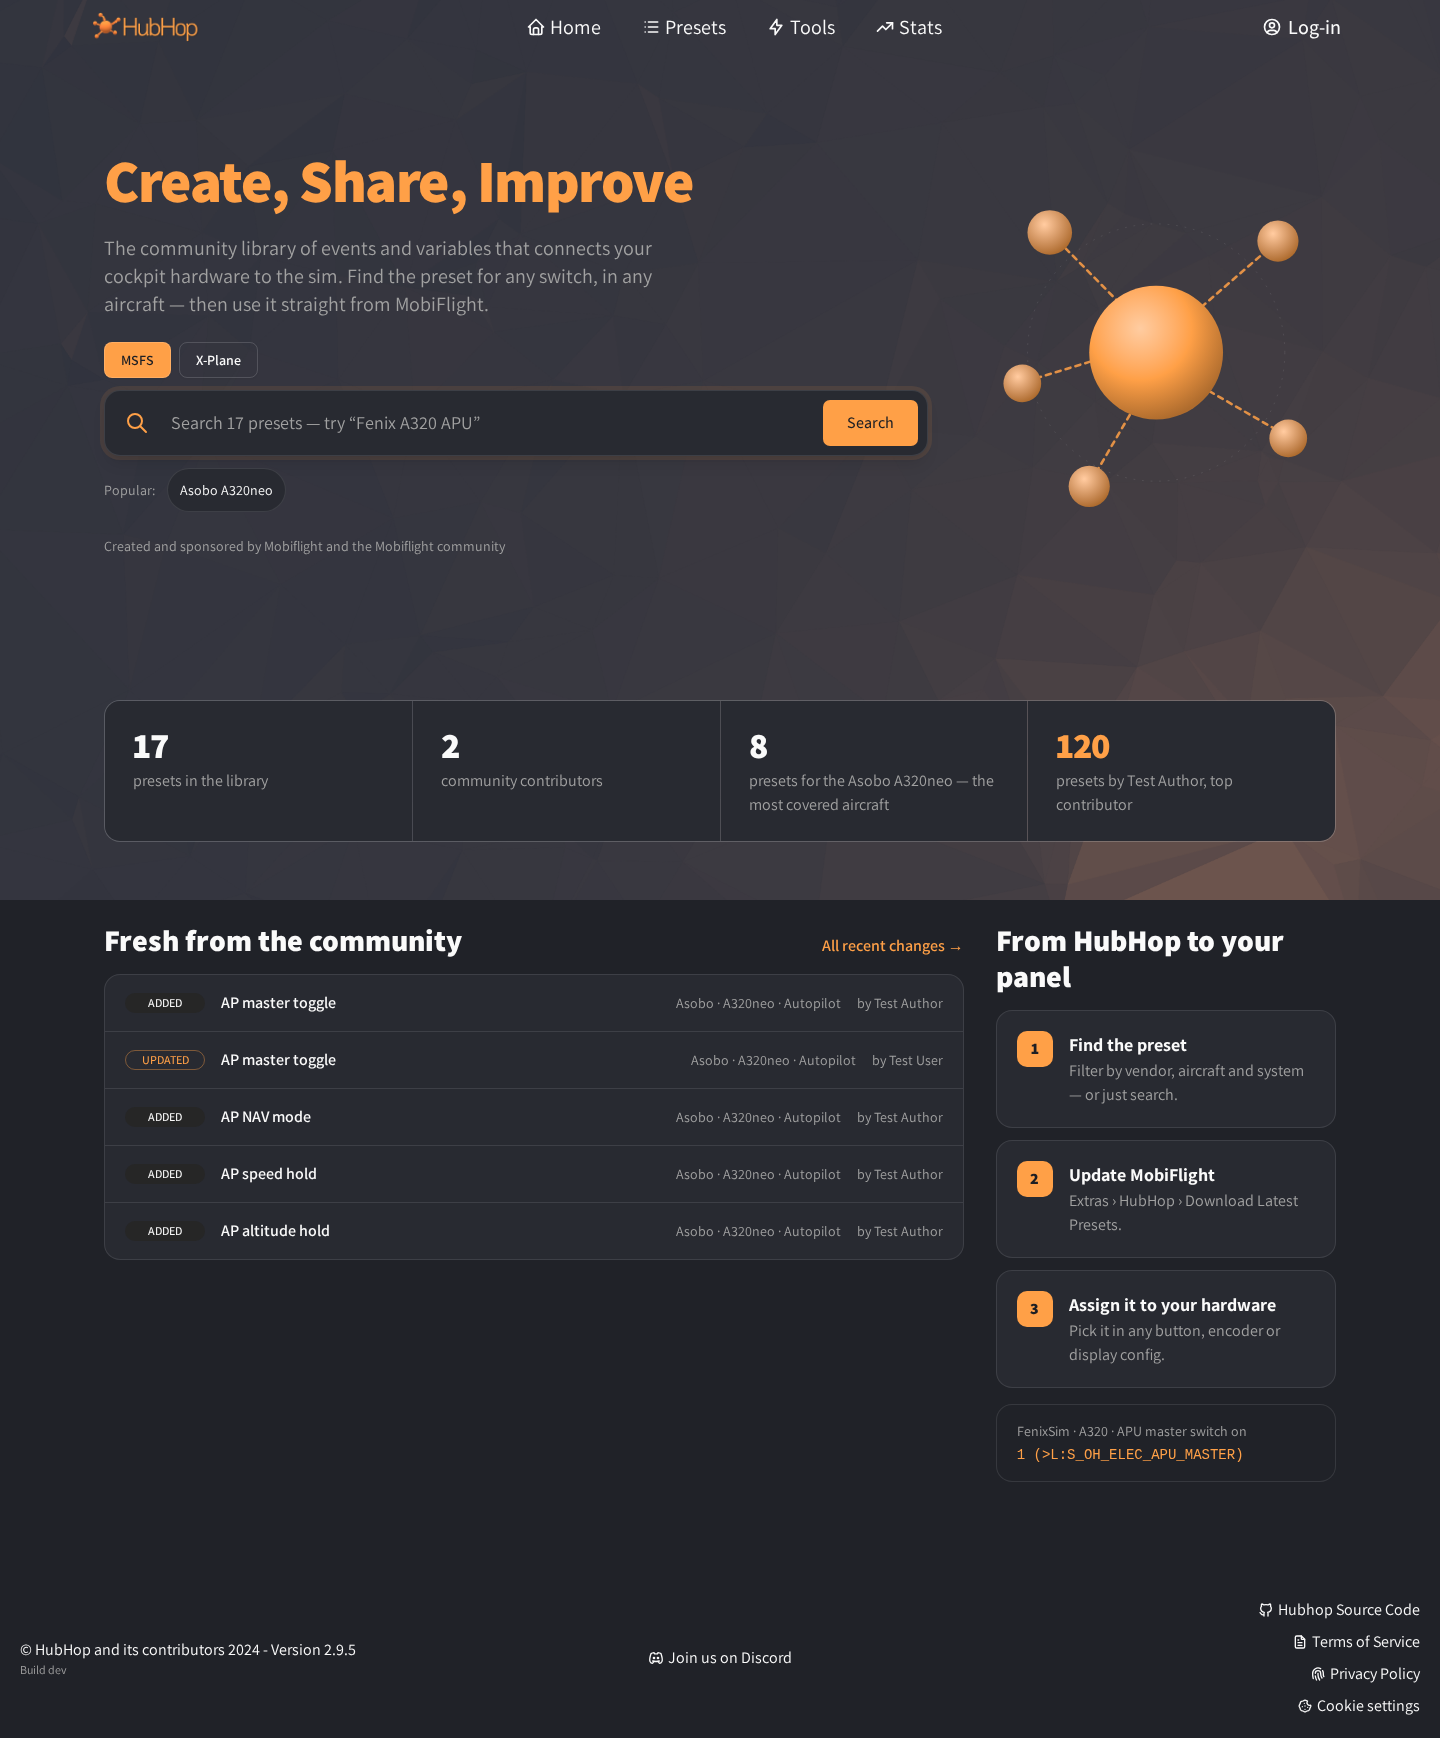 HubHop
Home
Presets
Tools
Stats
Log-in
Create, Share, Improve
The community library of events and variables that connects your
cockpit hardware to the sim. Find the preset for any switch, in any
aircraft — then use it straight from MobiFlight.
MSFS
X-Plane
Search 17 presets — try “Fenix A320 APU”
Search
Popular:
Asobo A320neo
Created and sponsored by Mobiflight and the Mobiflight community
17
presets in the library
2
community contributors
8
presets for the Asobo A320neo — the
most covered aircraft
120
presets by Test Author, top
contributor
Fresh from the community
All recent changes →
ADDED AP master toggle Asobo · A320neo · Autopilot by Test Author
UPDATED AP master toggle Asobo · A320neo · Autopilot by Test User
ADDED AP NAV mode Asobo · A320neo · Autopilot by Test Author
ADDED AP speed hold Asobo · A320neo · Autopilot by Test Author
ADDED AP altitude hold Asobo · A320neo · Autopilot by Test Author
From HubHop to your
panel
1
Find the preset
Filter by vendor, aircraft and system
— or just search.
2
Update MobiFlight
Extras › HubHop › Download Latest
Presets.
3
Assign it to your hardware
Pick it in any button, encoder or
display config.
FenixSim · A320 · APU master switch on
1 (>L:S_OH_ELEC_APU_MASTER)
© HubHop and its contributors 2024 - Version 2.9.5
Build dev
Join us on Discord
Hubhop Source Code
Terms of Service
Privacy Policy
Cookie settings